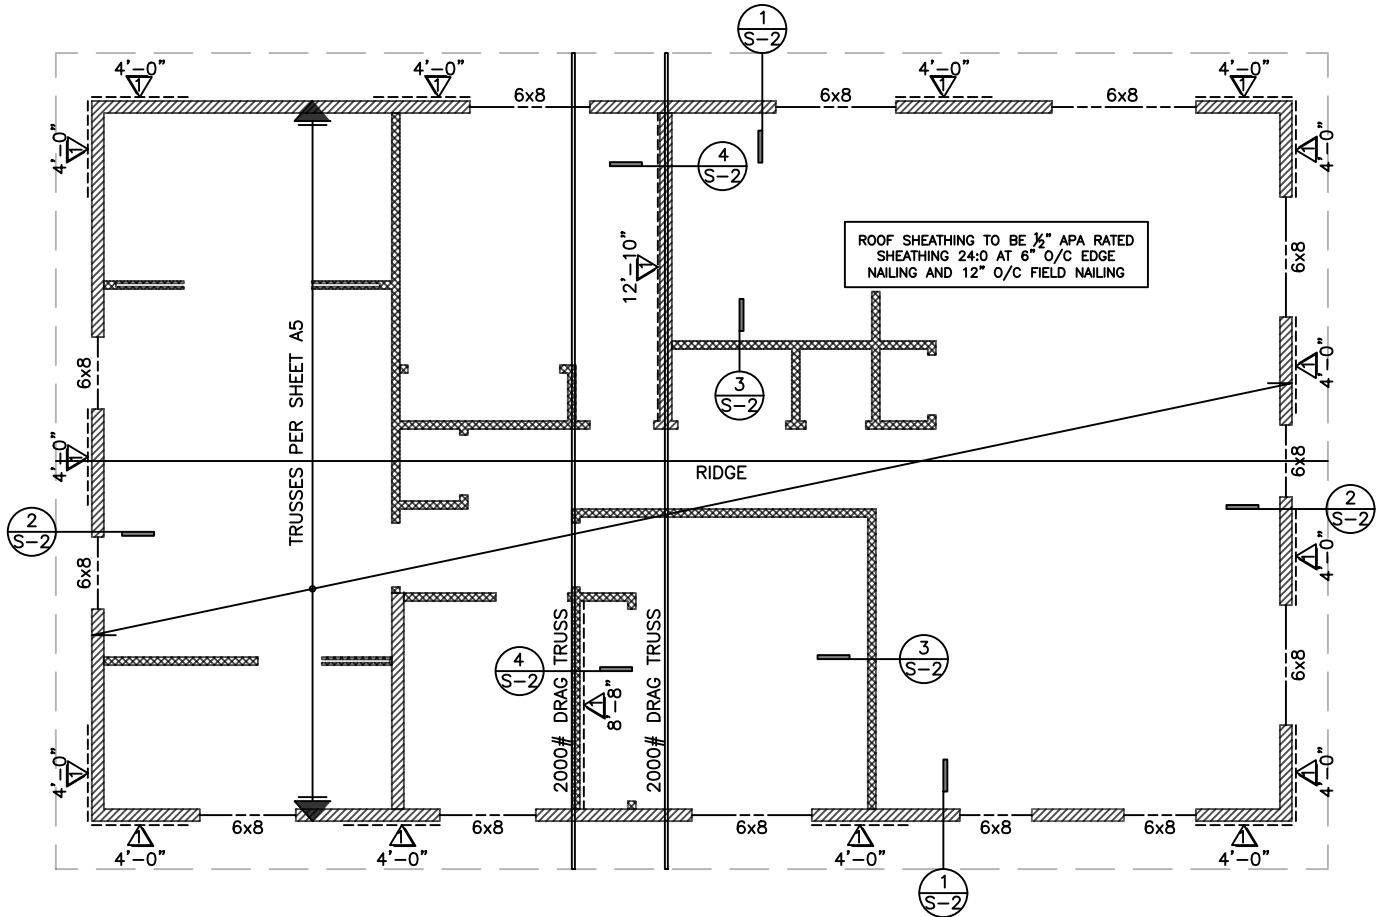 1
S-2
4'-0"
1
4'-0"
1
4'-0"
1
4'-0"
1
6x8
6x8
6x8
4'-0"
1
4
S-2
4'-0"
1
12'-10"
1
ROOF SHEATHING TO BE ½" APA RATED
SHEATHING 24:0 AT 6" O/C EDGE
NAILING AND 12" O/C FIELD NAILING
6x8
TRUSSES PER SHEET A5
6x8
3
S-2
4'-0"
1
4'-0"
1
RIDGE
6x8
2
S-2
2
S-2
6x8
4'-0"
1
2000# DRAG TRUSS
2000# DRAG TRUSS
4
S-2
3
S-2
8'-8"
1
6x8
4'-0"
1
4'-0"
1
6x8
6x8
6x8
6x8
6x8
1
4'-0"
1
4'-0"
1
4'-0"
1
4'-0"
1
S-2